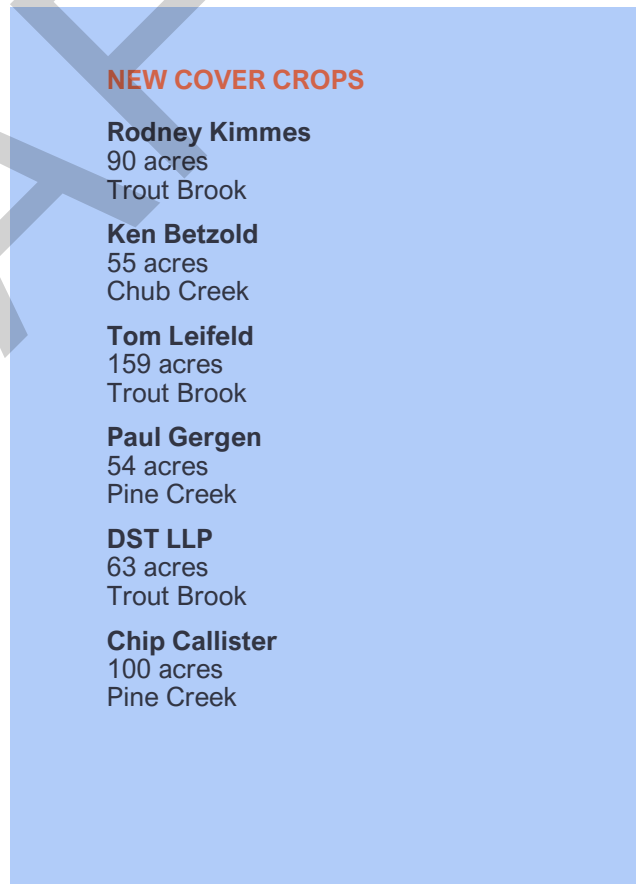 NEW COVER CROPS
Rodney Kimmes
90 acres
Trout Brook
Ken Betzold
55 acres
Chub Creek
Tom Leifeld
159 acres
Trout Brook
Paul Gergen
54 acres
Pine Creek
DST LLP
63 acres
Trout Brook
Chip Callister
100 acres
Pine Creek